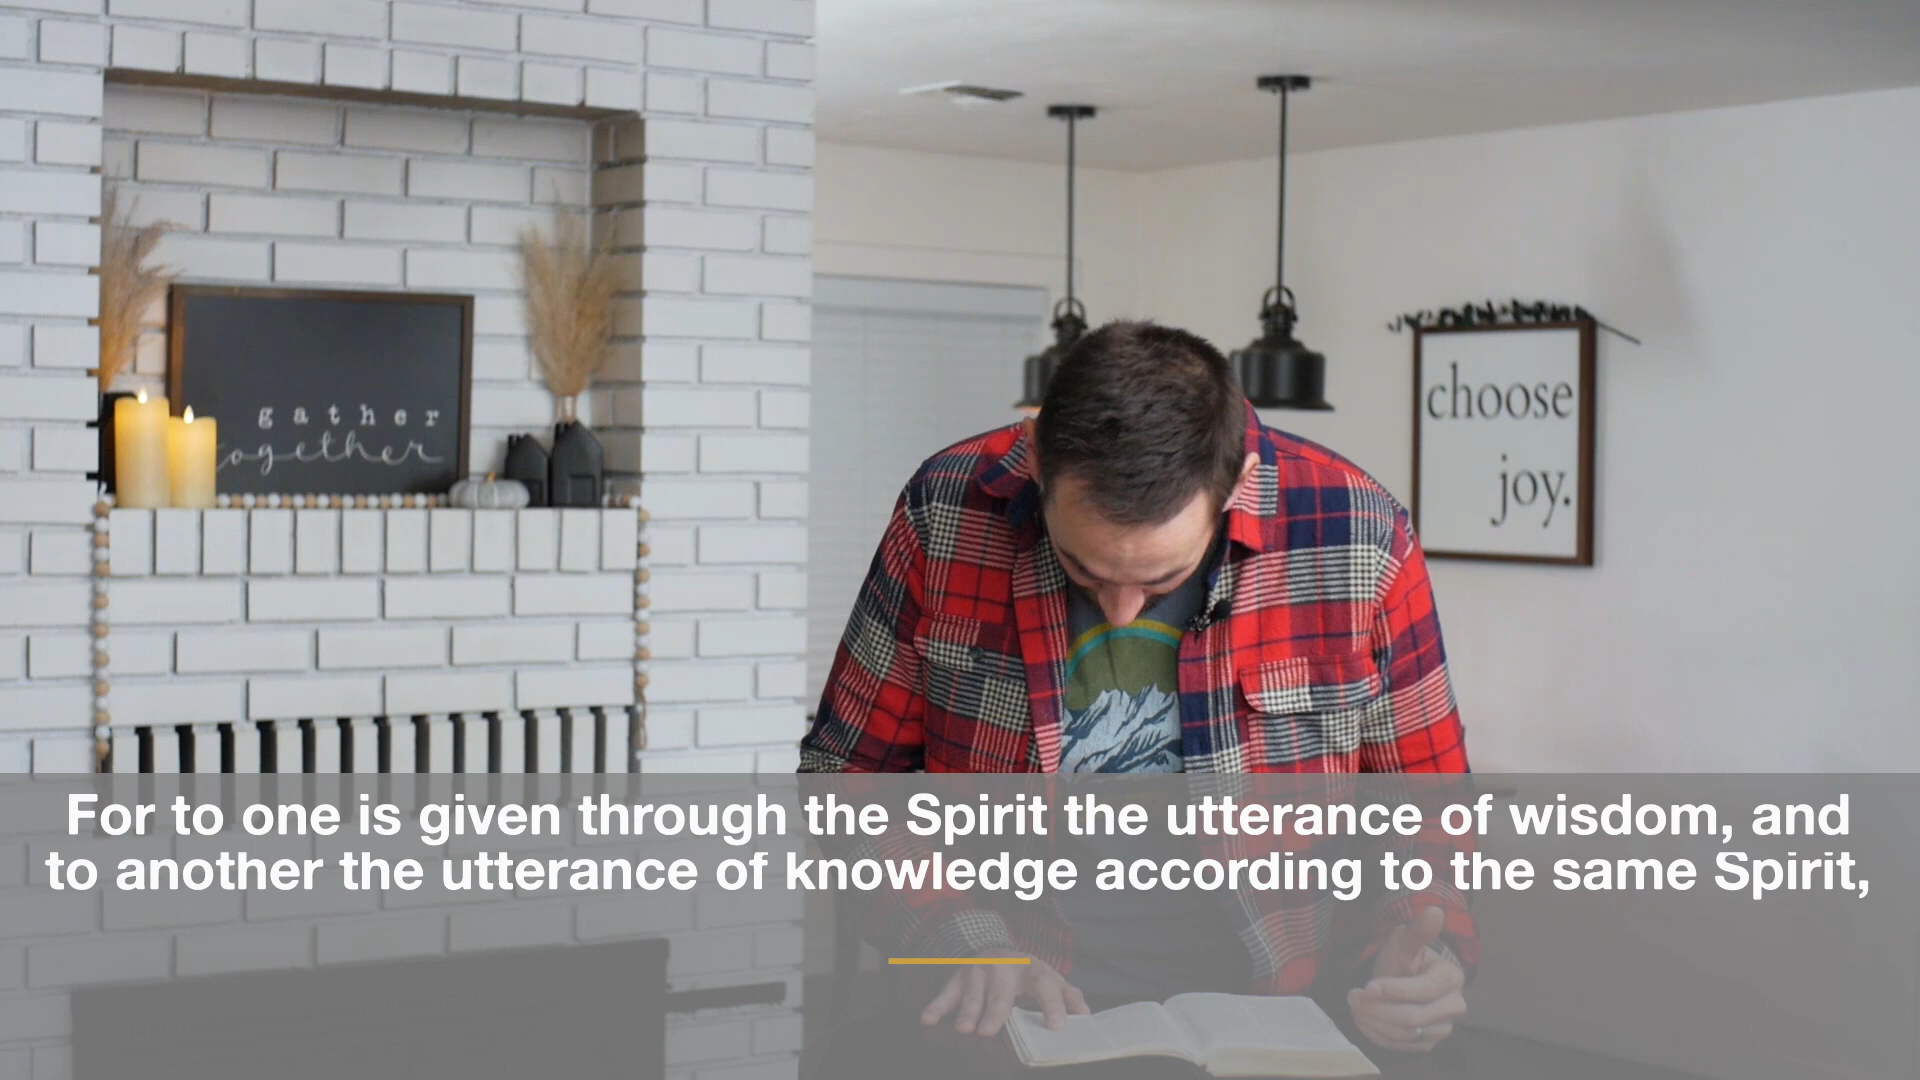 gather
together
choose
joy.
For to one is given through the Spirit the utterance of wisdom, and
to another the utterance of knowledge according to the same Spirit,